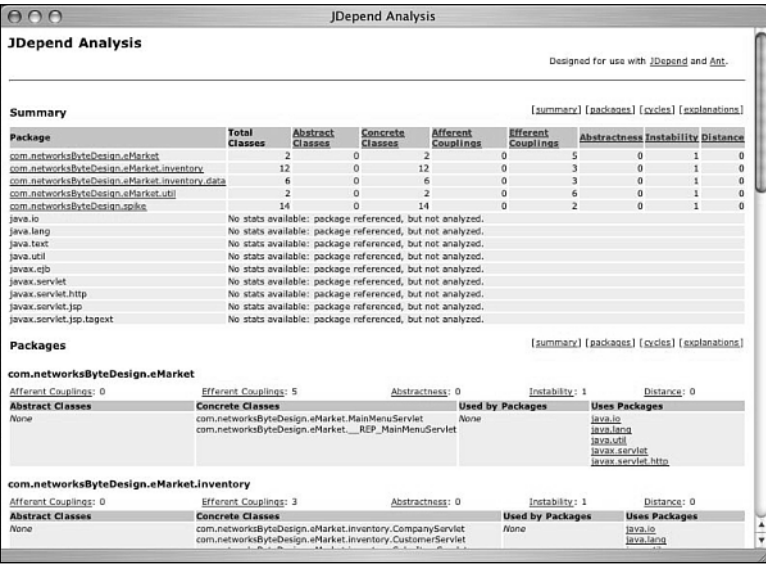 JDepend Analysis
JDepend Analysis
Designed for use with JDepend and Ant.
Summary
[summary] [packages] [cycles] [explanations]
Package Total Classes Abstract Classes Concrete Classes Afferent Couplings Efferent Couplings Abstractness Instability Distance
com.networksByteDesign.eMarket 2 0 2 0 5 0 1 0
com.networksByteDesign.eMarket.inventory 12 0 12 0 3 0 1 0
com.networksByteDesign.eMarket.inventory.data 6 0 6 0 3 0 1 0
com.networksByteDesign.eMarket.util 2 0 2 0 6 0 1 0
com.networksByteDesign.spike 14 0 14 0 2 0 1 0
java.io No stats available: package referenced, but not analyzed.
java.lang No stats available: package referenced, but not analyzed.
java.text No stats available: package referenced, but not analyzed.
java.util No stats available: package referenced, but not analyzed.
javax.ejb No stats available: package referenced, but not analyzed.
javax.servlet No stats available: package referenced, but not analyzed.
javax.servlet.http No stats available: package referenced, but not analyzed.
javax.servlet.jsp No stats available: package referenced, but not analyzed.
javax.servlet.jsp.tagext No stats available: package referenced, but not analyzed.
Packages
[summary] [packages] [cycles] [explanations]
com.networksByteDesign.eMarket
Afferent Couplings: 0 Efferent Couplings: 5 Abstractness: 0 Instability: 1 Distance: 0
Abstract Classes Concrete Classes Used by Packages Uses Packages
None com.networksByteDesign.eMarket.MainMenuServlet None java.io
com.networksByteDesign.eMarket.__REP_MainMenuServlet java.lang
java.util
javax.servlet
javax.servlet.http
com.networksByteDesign.eMarket.inventory
Afferent Couplings: 0 Efferent Couplings: 3 Abstractness: 0 Instability: 1 Distance: 0
Abstract Classes Concrete Classes Used by Packages Uses Packages
None com.networksByteDesign.eMarket.inventory.CompanyServlet None java.io
com.networksByteDesign.eMarket.inventory.CustomerServlet java.lang